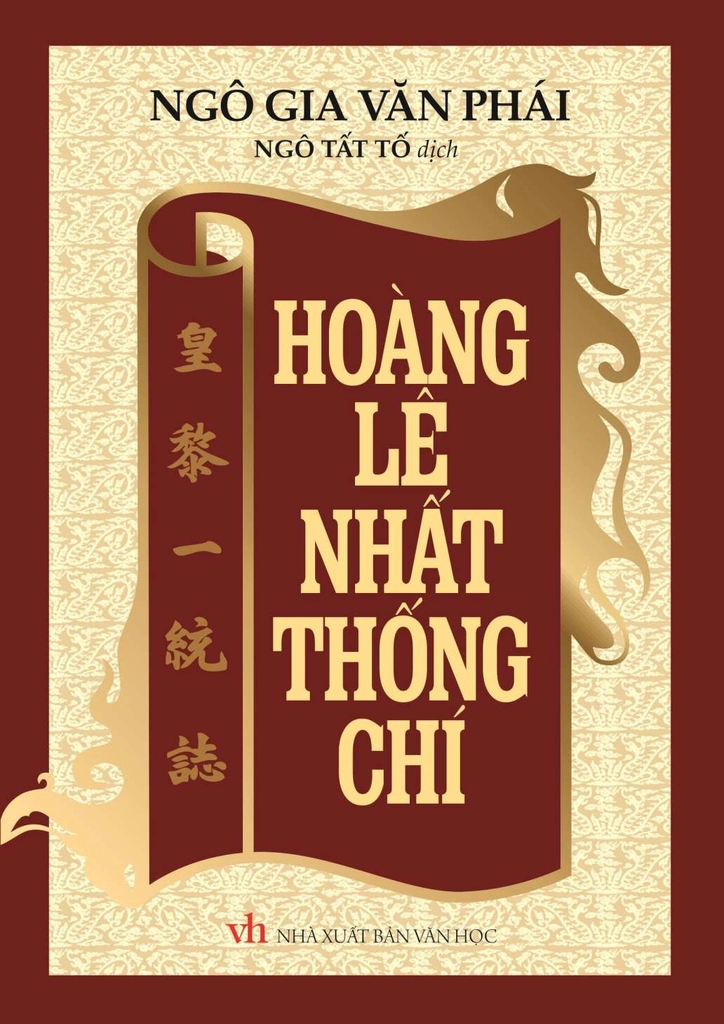 NGÔ GIA VĂN PHÁI
NGÔ TẤT TỐ dịch
皇
黎
一
統
誌
HOÀNG
LÊ
NHẤT
THỐNG
CHÍ
vh NHÀ XUẤT BẢN VĂN HỌC